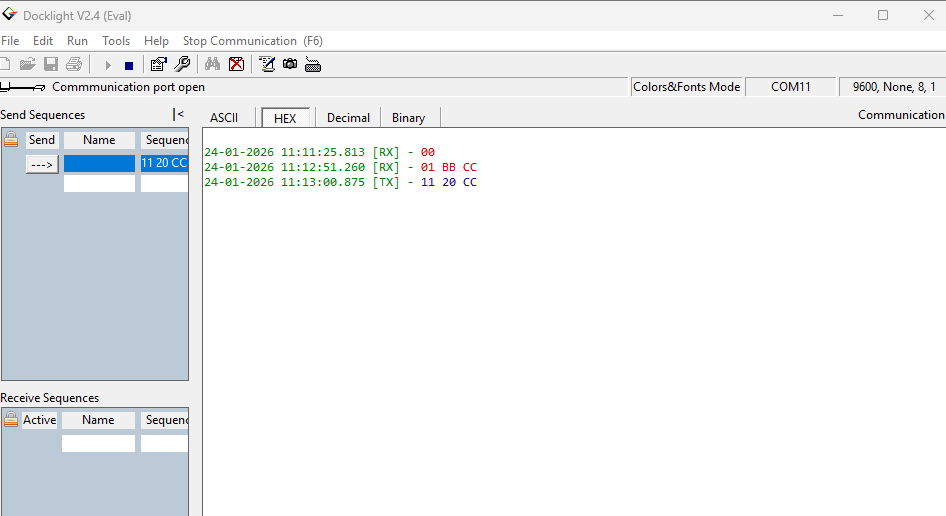 Docklight V2.4 (Eval)
File Edit Run Tools Help Stop Communication (F6)
Commmunication port open Colors&Fonts Mode COM11 9600, None, 8, 1
Send Sequences |< ASCII HEX Decimal Binary Communication
Send Name Sequenc
---> 11 20 CC
24-01-2026 11:11:25.813 [RX] - 00
24-01-2026 11:12:51.260 [RX] - 01 BB CC
24-01-2026 11:13:00.875 [TX] - 11 20 CC
Receive Sequences
Active Name Sequenc